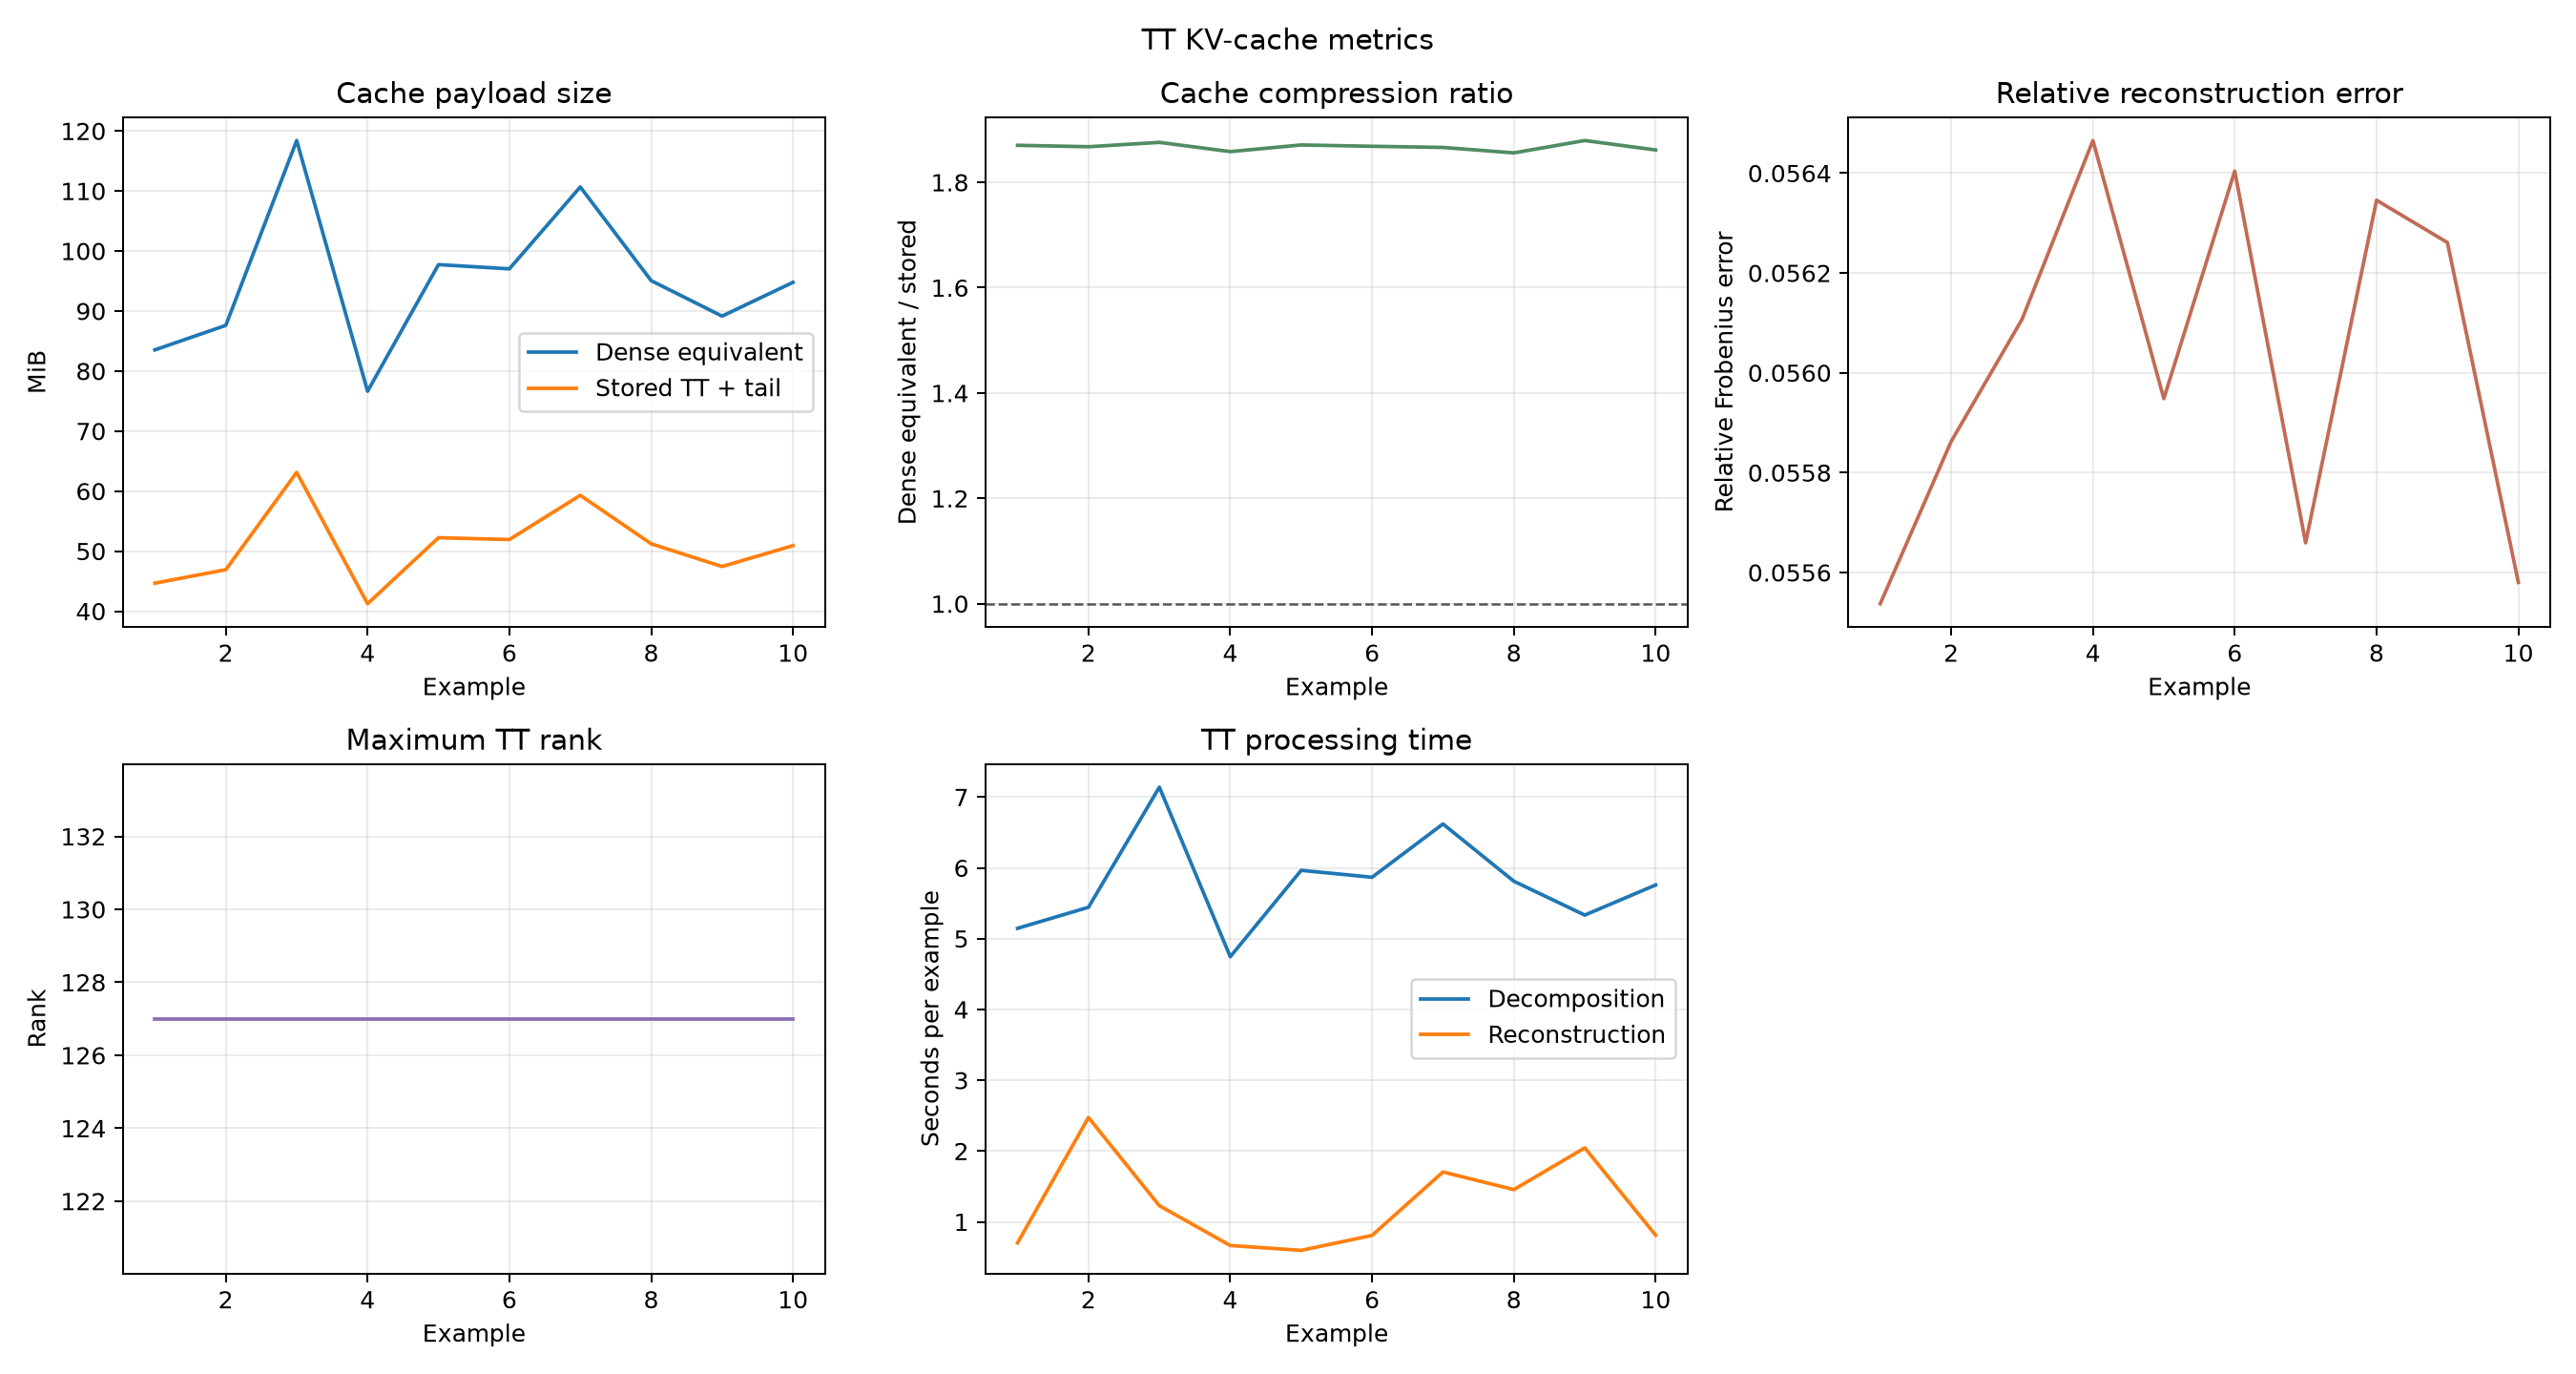 TT KV-cache metrics
Cache payload size
120
110
100
90
80
70
60
50
40
MiB
Dense equivalent
Stored TT + tail
2 4 6 8 10
Example
Cache compression ratio
1.8
1.6
1.4
1.2
1.0
Dense equivalent / stored
2 4 6 8 10
Example
Relative reconstruction error
0.0564
0.0562
0.0560
0.0558
0.0556
Relative Frobenius error
2 4 6 8 10
Example
Maximum TT rank
132
130
128
126
124
122
Rank
2 4 6 8 10
Example
TT processing time
7
6
5
4
3
2
1
Seconds per example
Decomposition
Reconstruction
2 4 6 8 10
Example